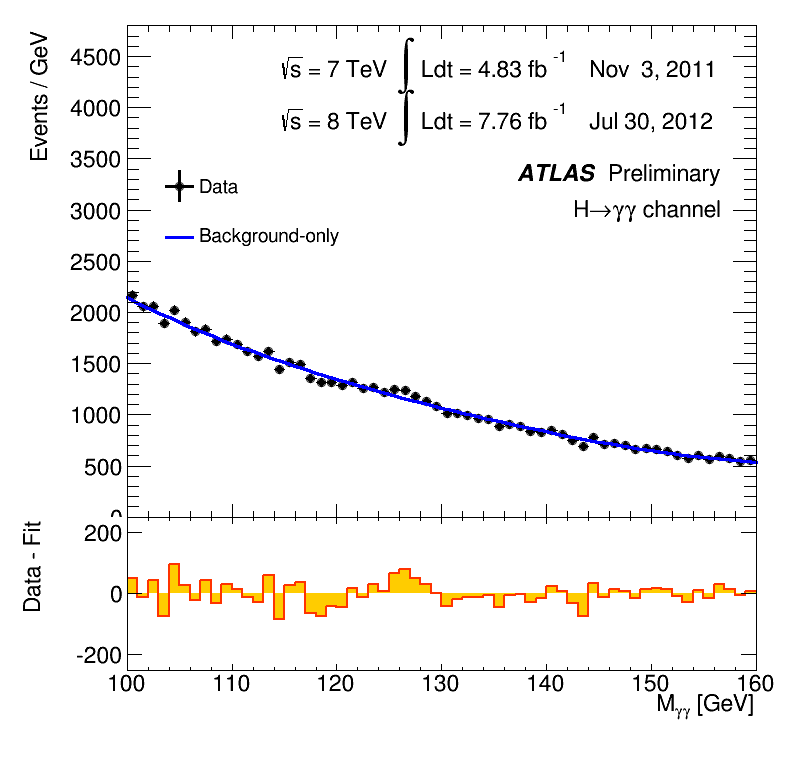 Events / GeV
4500
4000
3500
3000
2500
2000
1500
1000
500
0
√s = 7 TeV ∫ Ldt = 4.83 fb⁻¹ Nov 3, 2011
√s = 8 TeV ∫ Ldt = 7.76 fb⁻¹ Jul 30, 2012
ATLAS Preliminary
H→γγ channel
Data
Background-only
Data - Fit
200
0
-200
100 110 120 130 140 150 160
Mγγ [GeV]